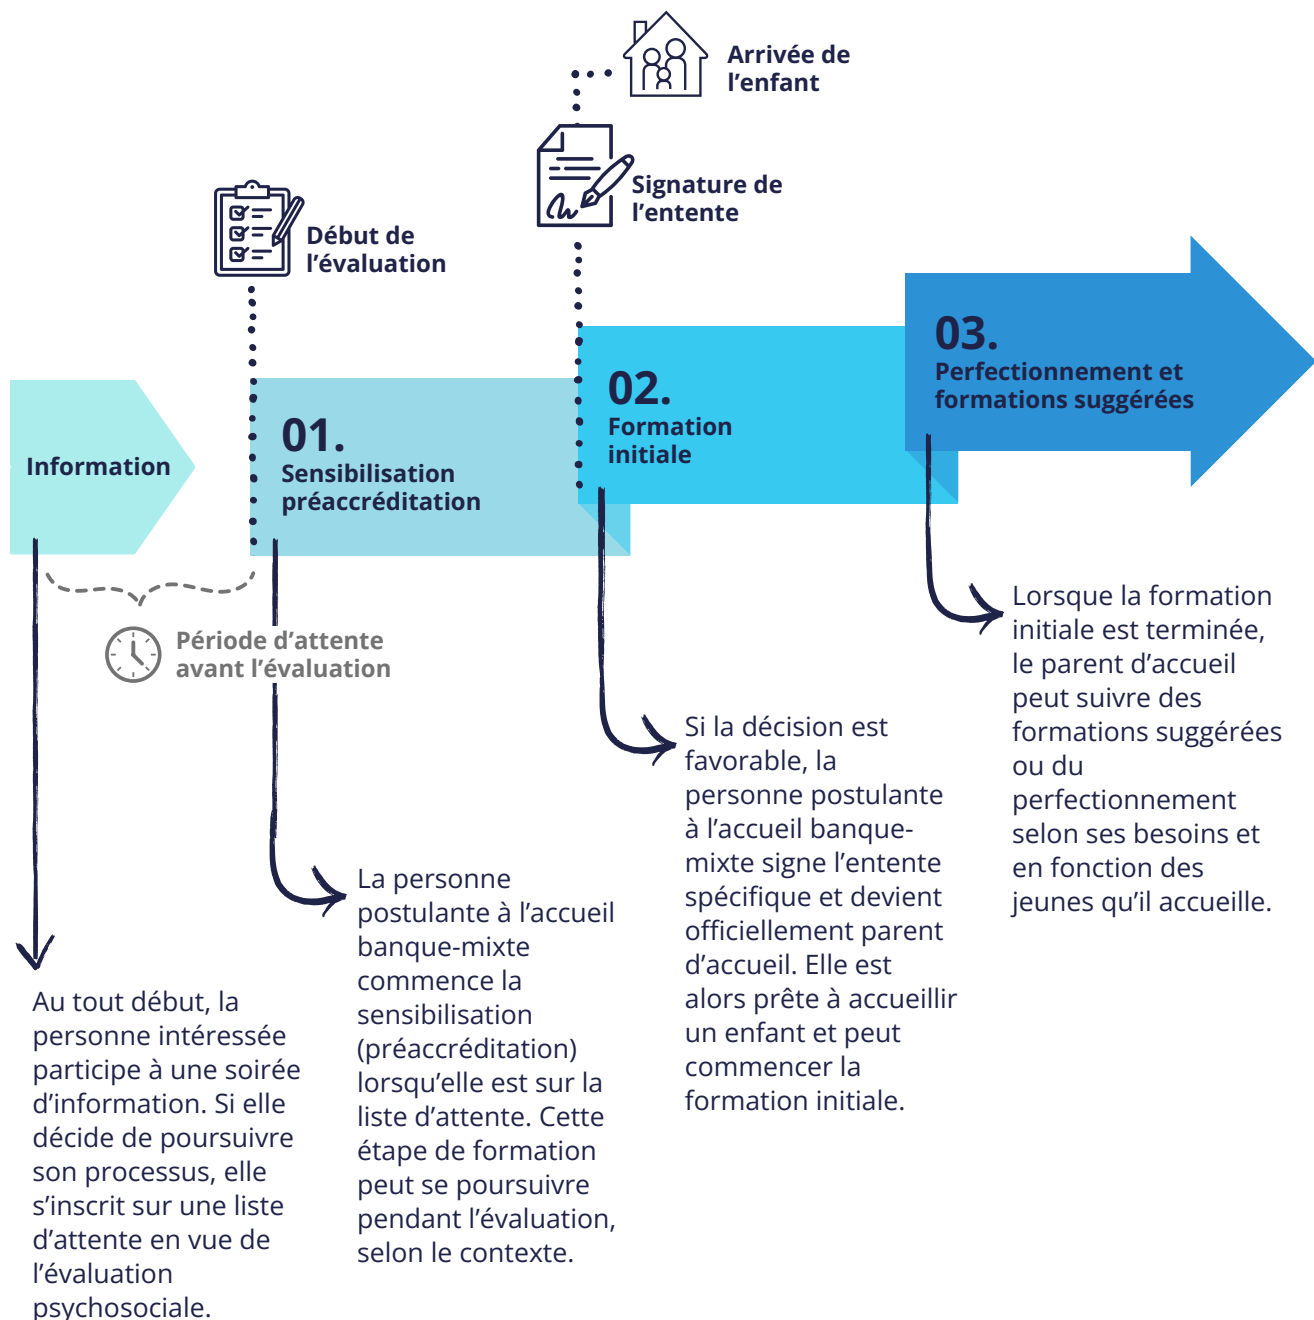 Arrivée de
l’enfant
Signature de
l’entente
Début de
l’évaluation
Information
01.
Sensibilisation
préaccréditation
02.
Formation
initiale
03.
Perfectionnement et
formations suggérées
Période d’attente
avant l’évaluation
Au tout début, la
personne intéressée
participe à une soirée
d’information. Si elle
décide de poursuivre
son processus, elle
s’inscrit sur une liste
d’attente en vue de
l’évaluation
psychosociale.
La personne
postulante à l’accueil
banque-mixte
commence la
sensibilisation
(préaccréditation)
lorsqu’elle est sur la
liste d’attente. Cette
étape de formation
peut se poursuivre
pendant l’évaluation,
selon le contexte.
Si la décision est
favorable, la
personne postulante
à l’accueil banque-
mixte signe l’entente
spécifique et devient
officiellement parent
d’accueil. Elle est
alors prête à accueillir
un enfant et peut
commencer la
formation initiale.
Lorsque la formation
initiale est terminée,
le parent d’accueil
peut suivre des
formations suggérées
ou du
perfectionnement
selon ses besoins et
en fonction des
jeunes qu’il accueille.